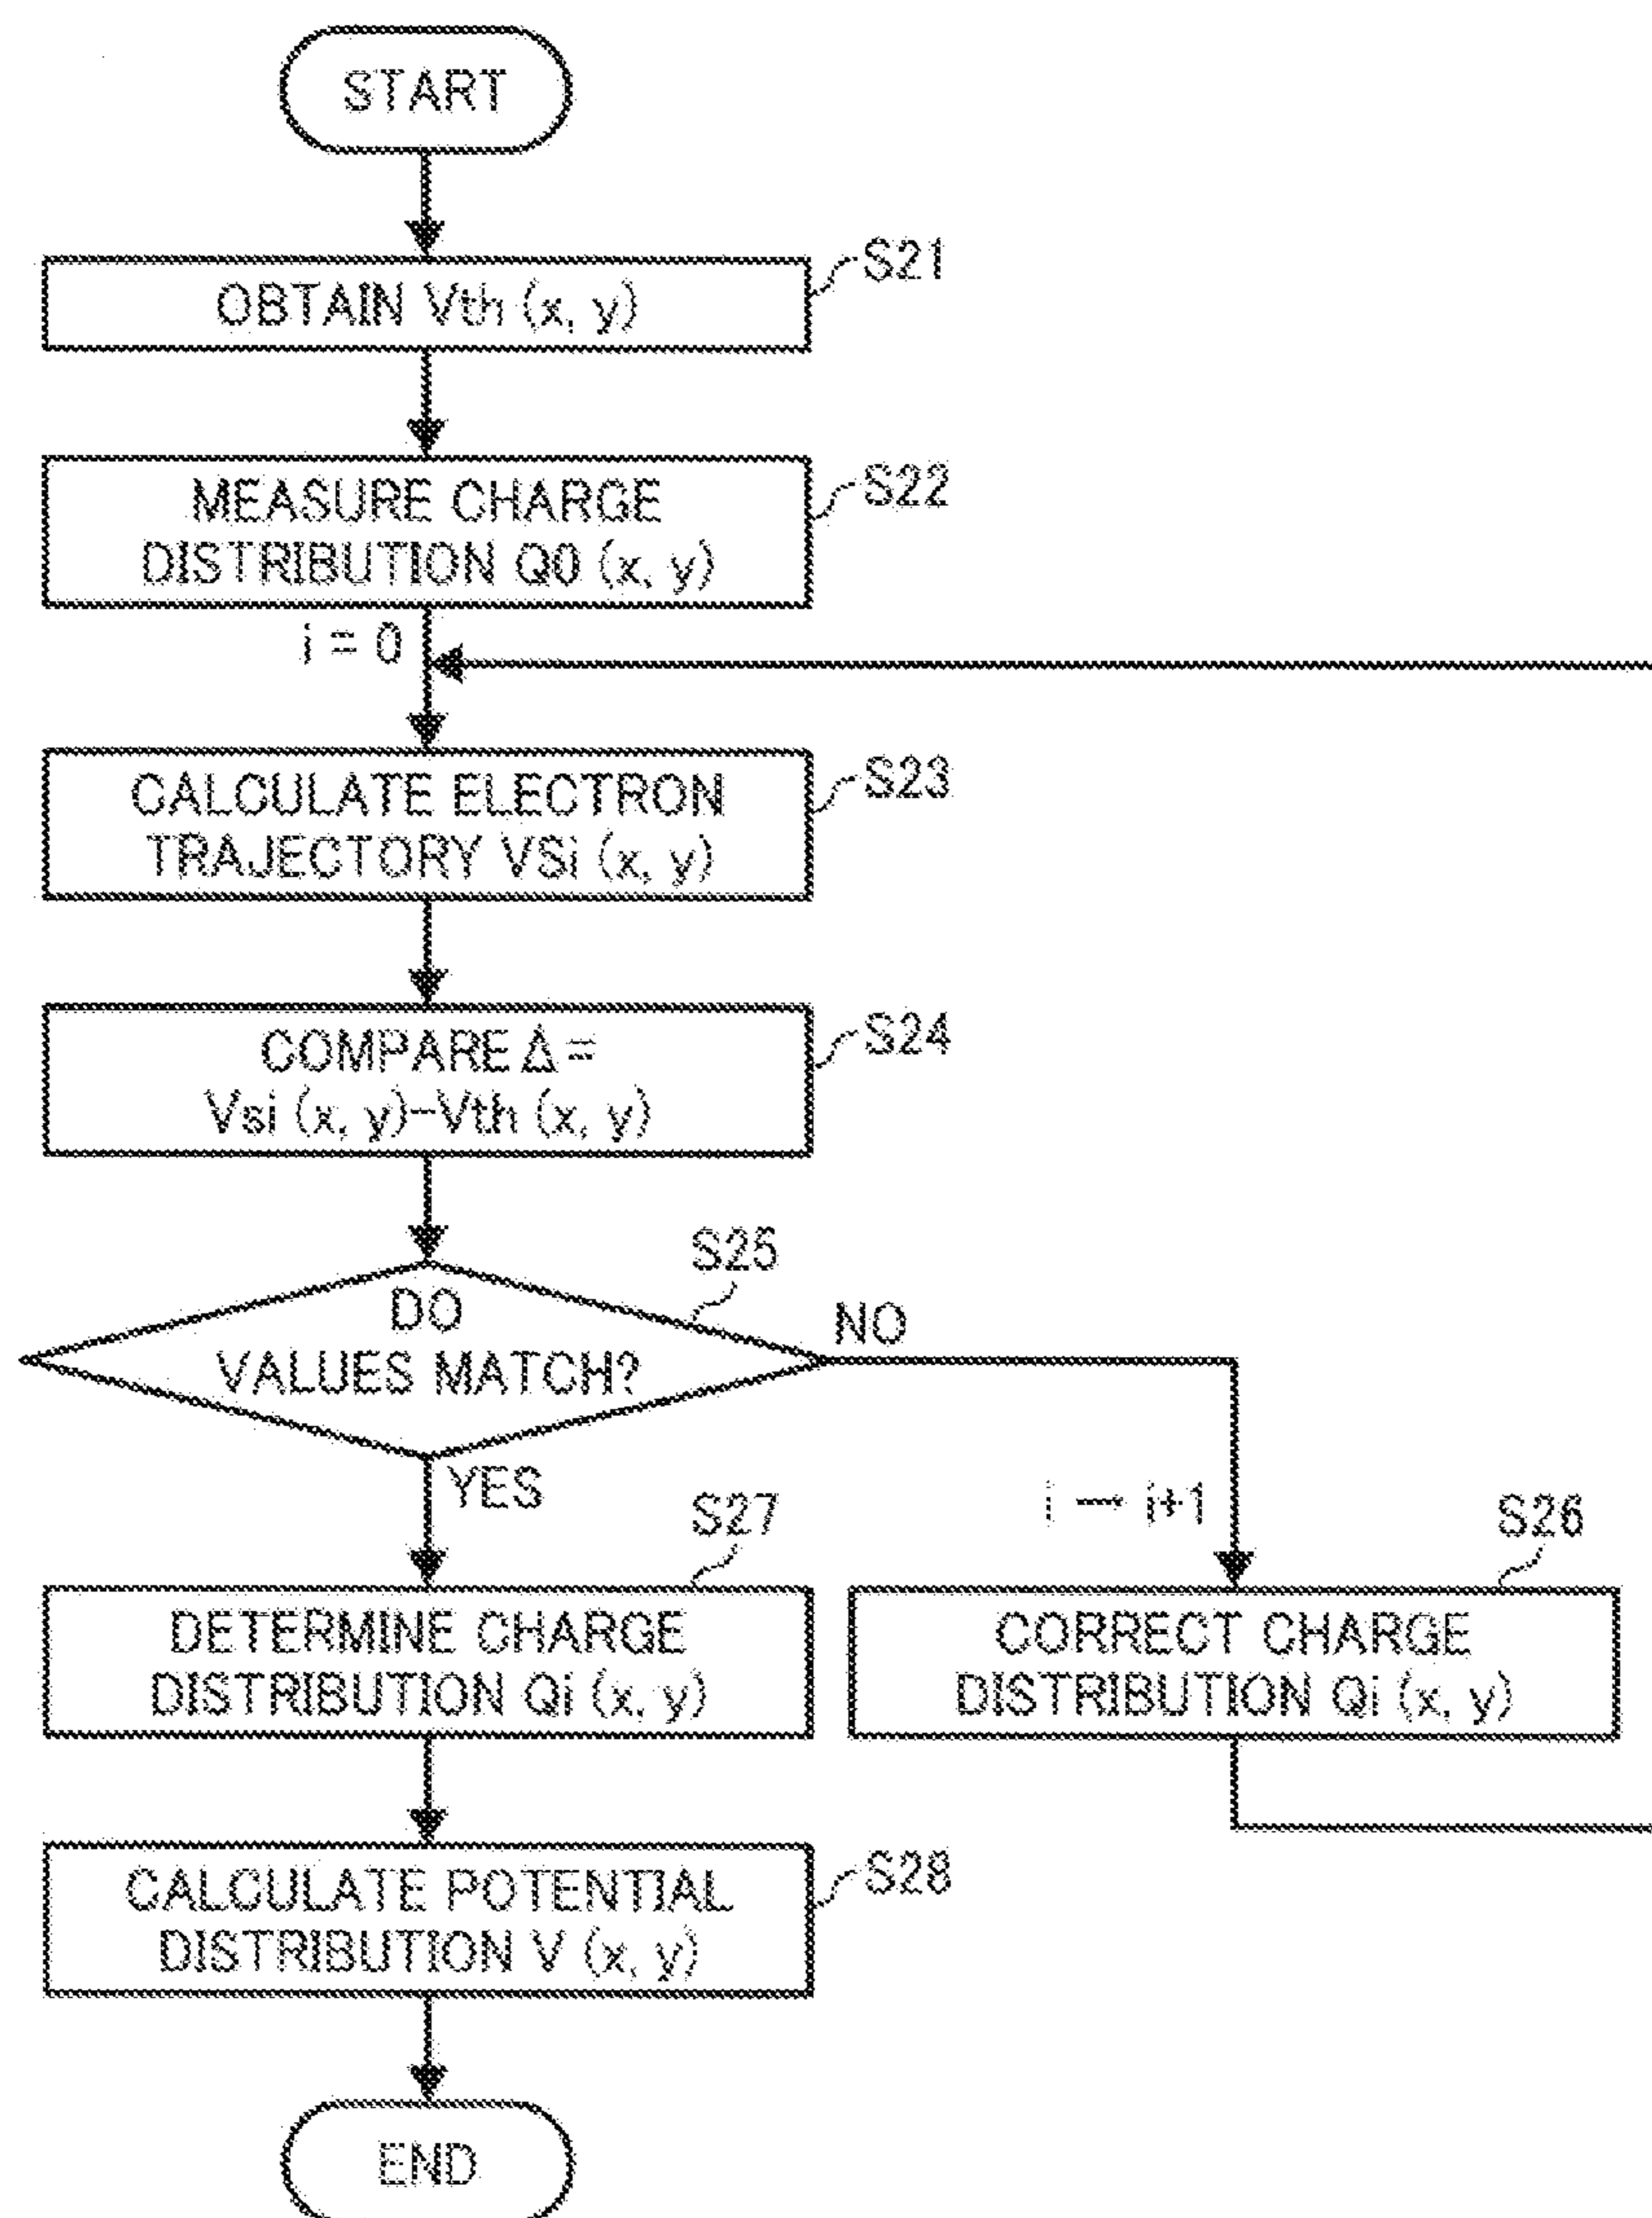 START
OBTAIN Vth (x, y)
S21
MEASURE CHARGE
DISTRIBUTION Q0 (x, y)
S22
i = 0
CALCULATE ELECTRON
TRAJECTORY VSi (x, y)
S23
COMPARE Δ =
Vsi (x, y)-Vth (x, y)
S24
S25
DO
VALUES MATCH?
NO
YES
i → i+1
S27
S26
DETERMINE CHARGE
DISTRIBUTION Qi (x, y)
CORRECT CHARGE
DISTRIBUTION Qi (x, y)
CALCULATE POTENTIAL
DISTRIBUTION V (x, y)
S28
END